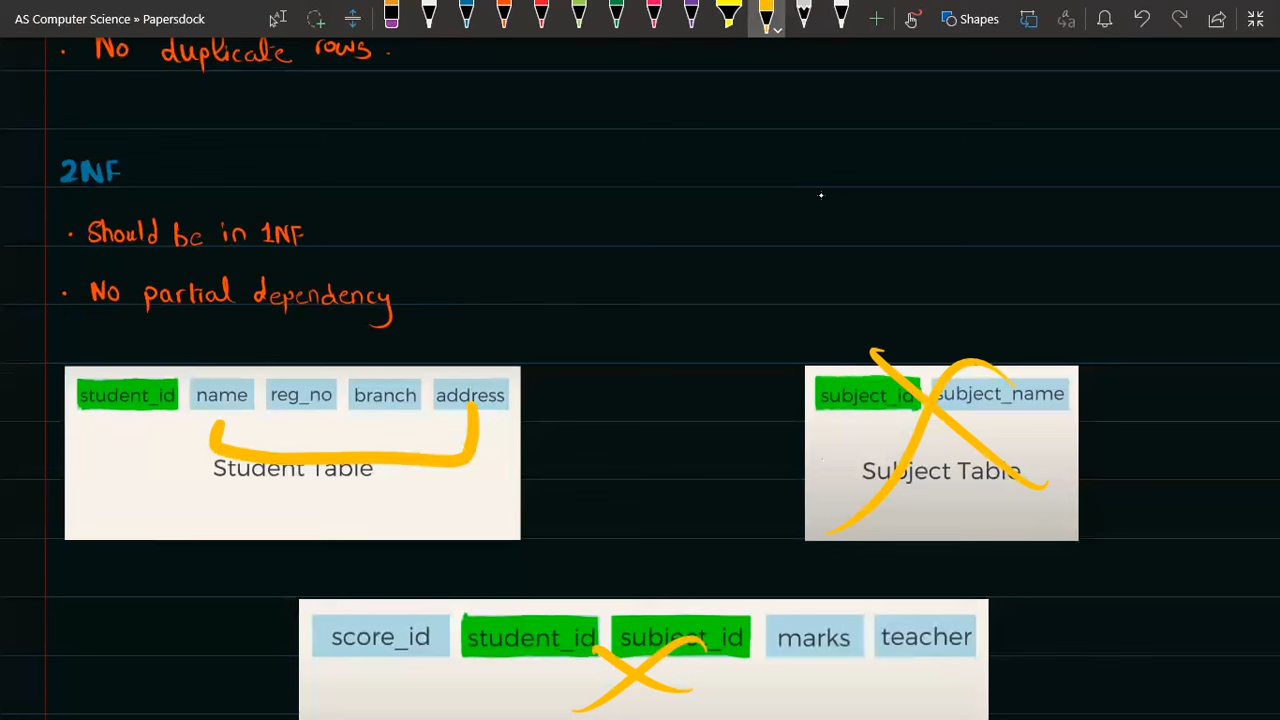 AS Computer Science » Papersdock
Shapes
· No duplicate rows.
2NF
· Should be in 1NF
· No partial dependency
student_id name reg_no branch address
Student Table
subject_id subject_name
Subject Table
score_id student_id subject_id marks teacher